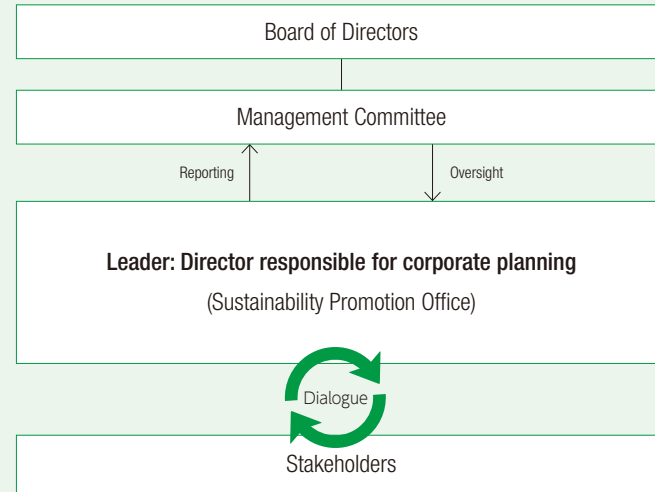 Board of Directors
Management Committee
Reporting
Oversight
Leader: Director responsible for corporate planning
(Sustainability Promotion Office)
Dialogue
Stakeholders